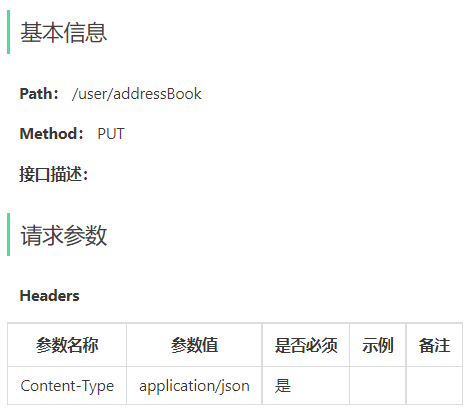 基本信息
Path： /user/addressBook
Method： PUT
接口描述：
请求参数
Headers
参数名称 参数值 是否必须 示例 备注
Content-Type application/json 是